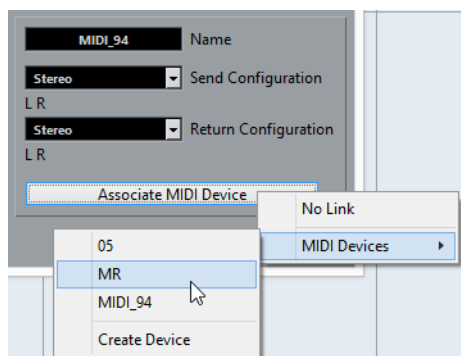 MIDI_94 Name
Stereo Send Configuration
L R
Stereo Return Configuration
L R
Associate MIDI Device
No Link
MIDI Devices
05
MR
MIDI_94
Create Device